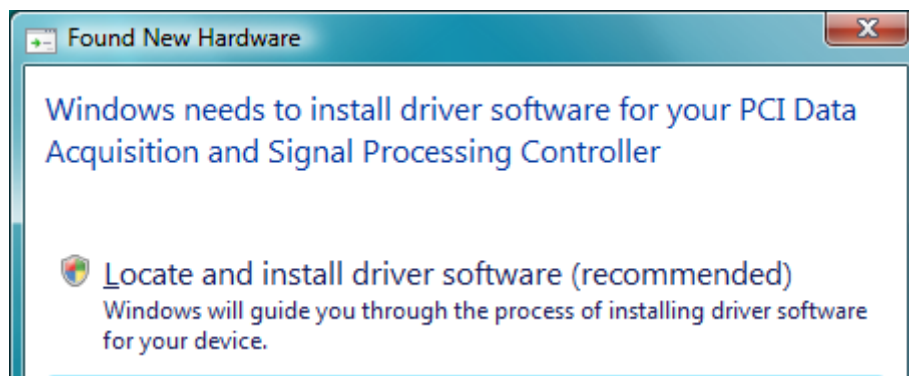 Found New Hardware
Windows needs to install driver software for your PCI Data
Acquisition and Signal Processing Controller
Locate and install driver software (recommended)
Windows will guide you through the process of installing driver software
for your device.